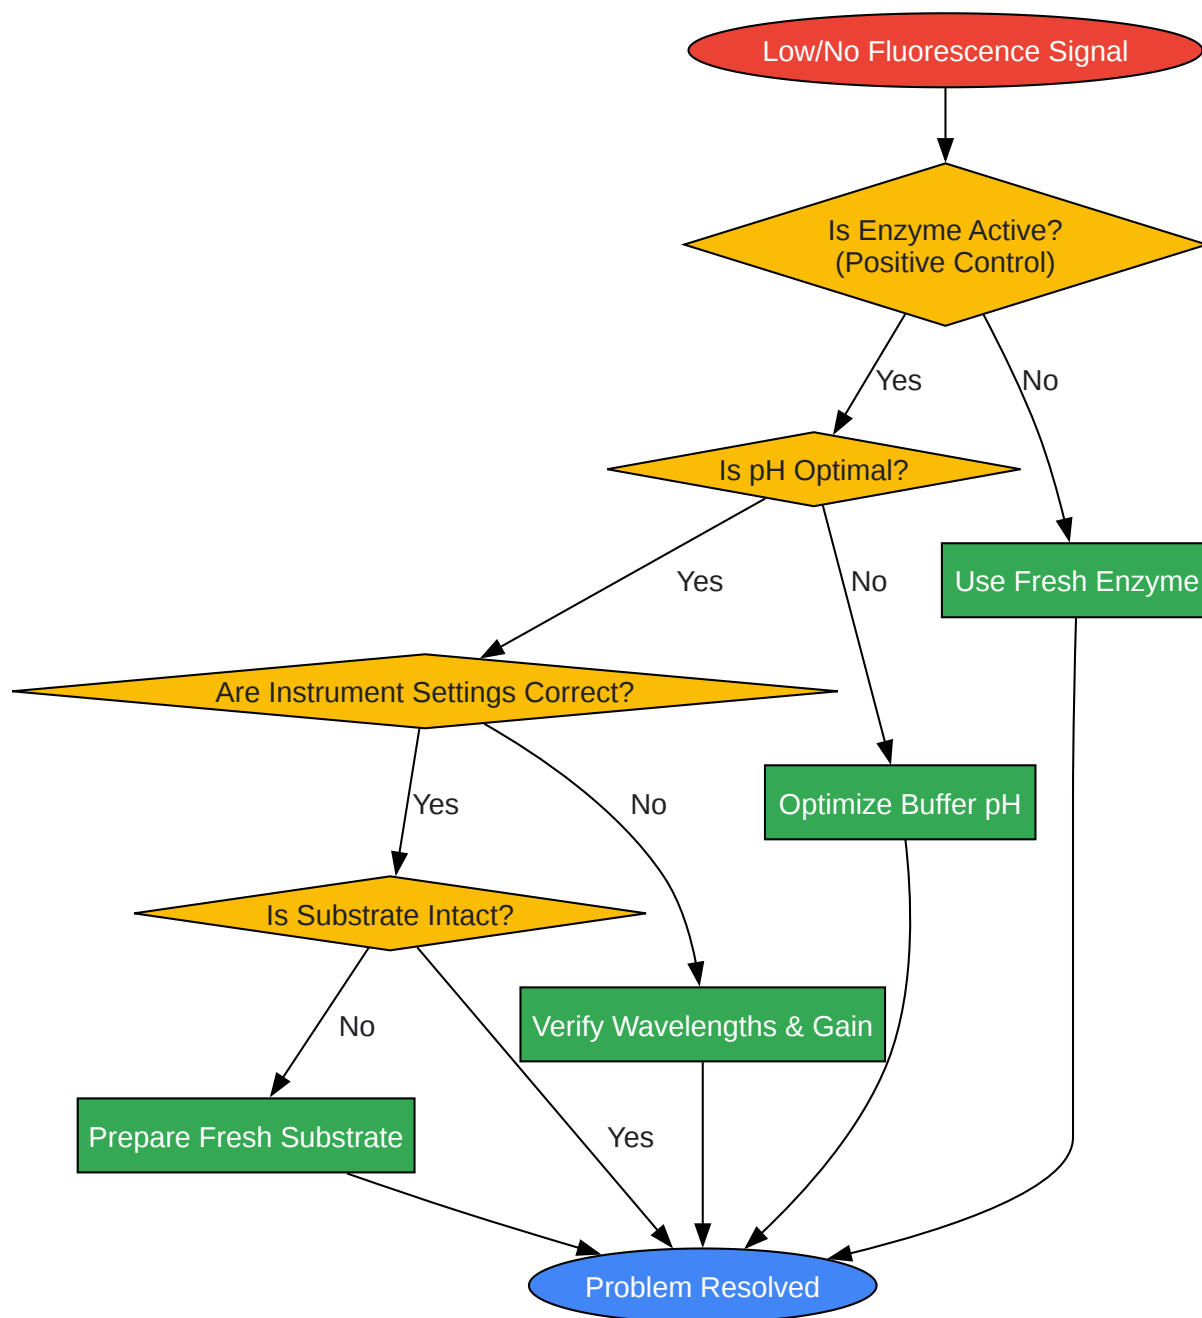 Low/No Fluorescence Signal
Is Enzyme Active?
(Positive Control)
Yes
No
Is pH Optimal?
Yes
No
Use Fresh Enzyme
Are Instrument Settings Correct?
Yes
No
Optimize Buffer pH
Is Substrate Intact?
No
Verify Wavelengths & Gain
Prepare Fresh Substrate
Yes
Problem Resolved